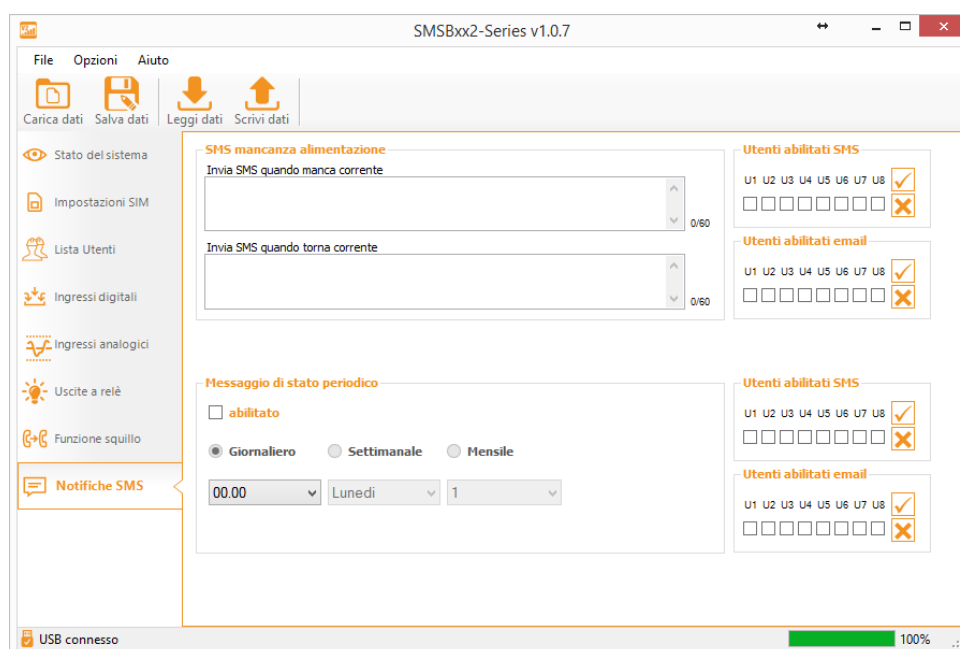 SMSBxx2-Series v1.0.7
File Opzioni Aiuto
Carica dati Salva dati Leggi dati Scrivi dati
Stato del sistema
Impostazioni SIM
Lista Utenti
Ingressi digitali
Ingressi analogici
Uscite a relè
Funzione squillo
Notifiche SMS
SMS mancanza alimentazione
Invia SMS quando manca corrente
0/60
Invia SMS quando torna corrente
0/60
Utenti abilitati SMS
U1 U2 U3 U4 U5 U6 U7 U8
Utenti abilitati email
U1 U2 U3 U4 U5 U6 U7 U8
Messaggio di stato periodico
abilitato
Giornaliero Settimanale Mensile
00.00 Lunedi 1
Utenti abilitati SMS
U1 U2 U3 U4 U5 U6 U7 U8
Utenti abilitati email
U1 U2 U3 U4 U5 U6 U7 U8
USB connesso
100%